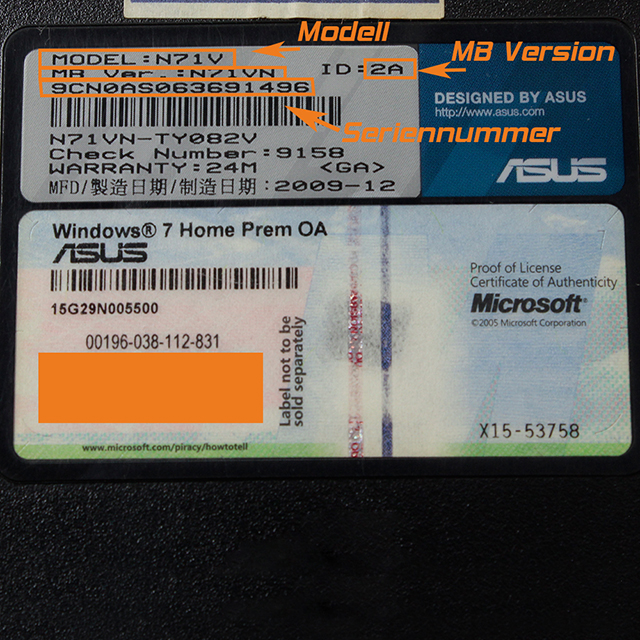 Modell
MODEL:N71V
MB Version
MB Ver.:N71VN ID:2A
9CN0AS063691496
Seriennummer
N71VN-TY082V
Check Number:9158
WARRANTY:24M <GA>
MFD/製造日期/制造日期:2009-12
DESIGNED BY ASUS
http://www.asus.com
ASUS
Windows® 7 Home Prem OA
ASUS
15G29N005500
00196-038-112-831
Label not to be
sold separately
www.microsoft.com/piracy/howtotell
Proof of License
Certificate of Authenticity
Microsoft®
©2005 Microsoft Corporation
X15-53758